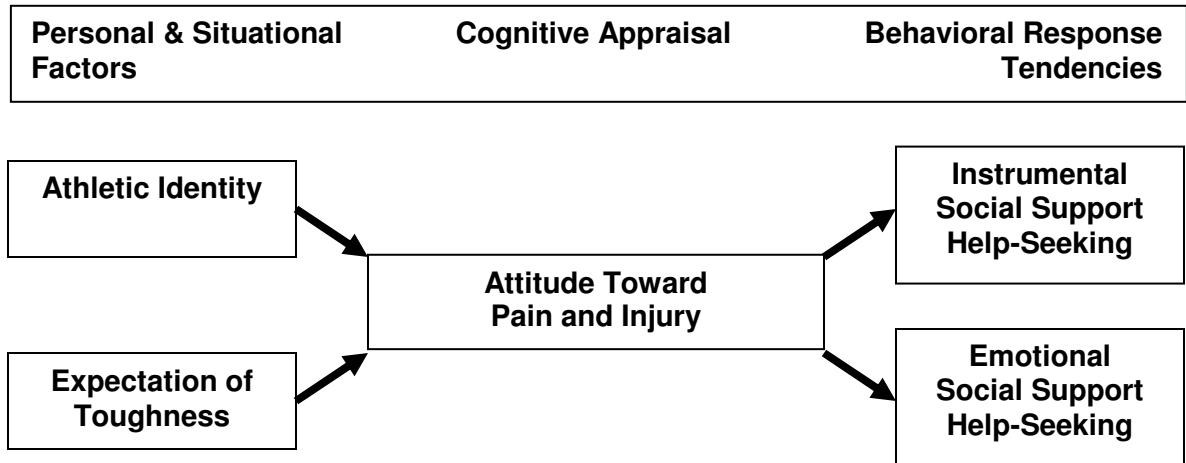 Personal & Situational
Factors
Cognitive Appraisal
Behavioral Response
Tendencies
Athletic Identity
Expectation of
Toughness
Attitude Toward
Pain and Injury
Instrumental
Social Support
Help-Seeking
Emotional
Social Support
Help-Seeking